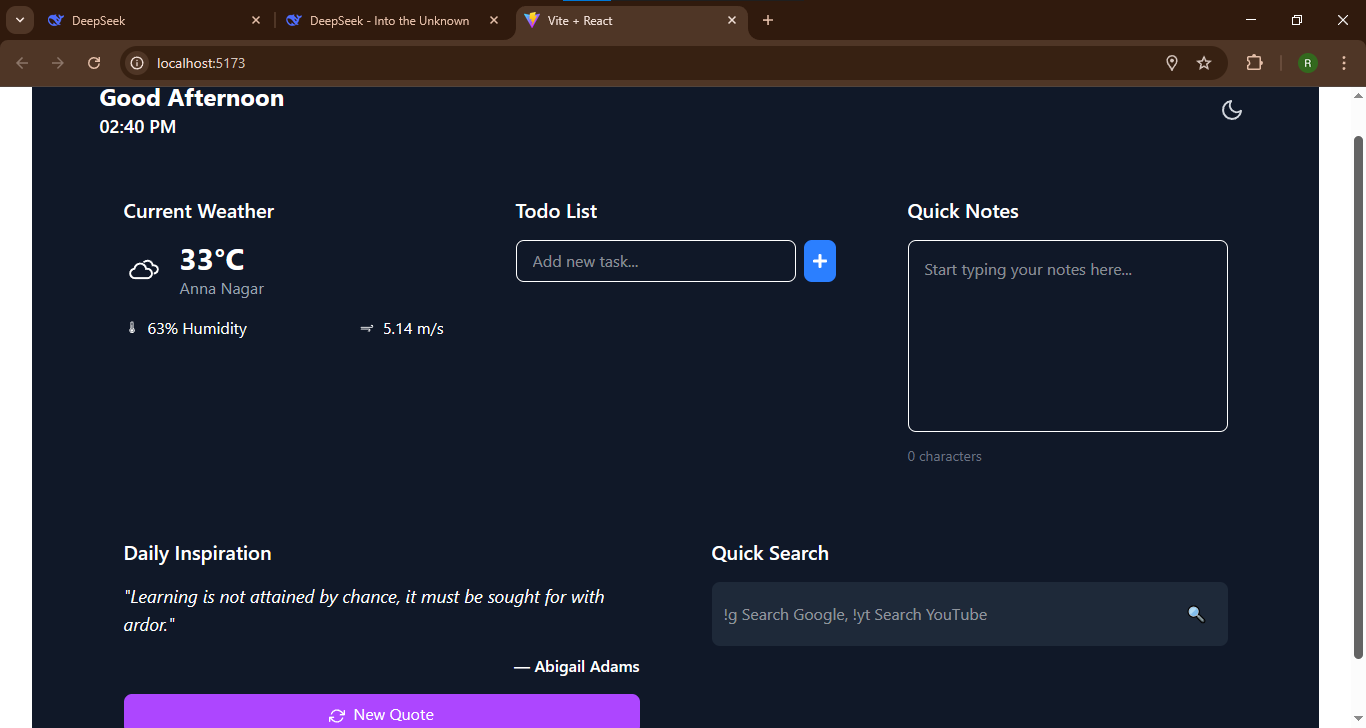 DeepSeek
DeepSeek - Into the Unknown
Vite + React
localhost:5173
R
Good Afternoon
02:40 PM
Current Weather
33°C
Anna Nagar
63% Humidity
5.14 m/s
Todo List
Add new task...
+
Quick Notes
Start typing your notes here...
0 characters
Daily Inspiration
"Learning is not attained by chance, it must be sought for with
ardor."
— Abigail Adams
New Quote
Quick Search
!g Search Google, !yt Search YouTube